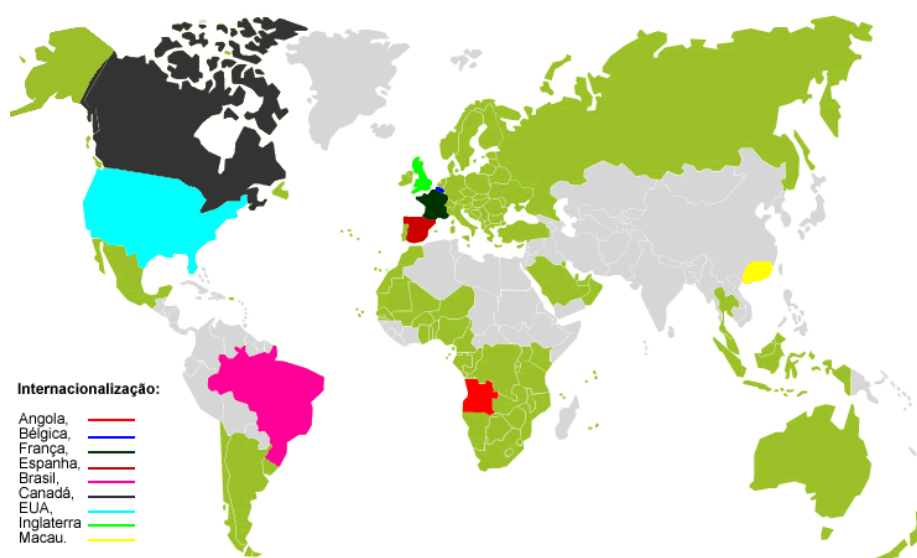 Internacionalização:
Angola,
Bélgica,
França,
Espanha,
Brasil,
Canadá,
EUA,
Inglaterra
Macau.